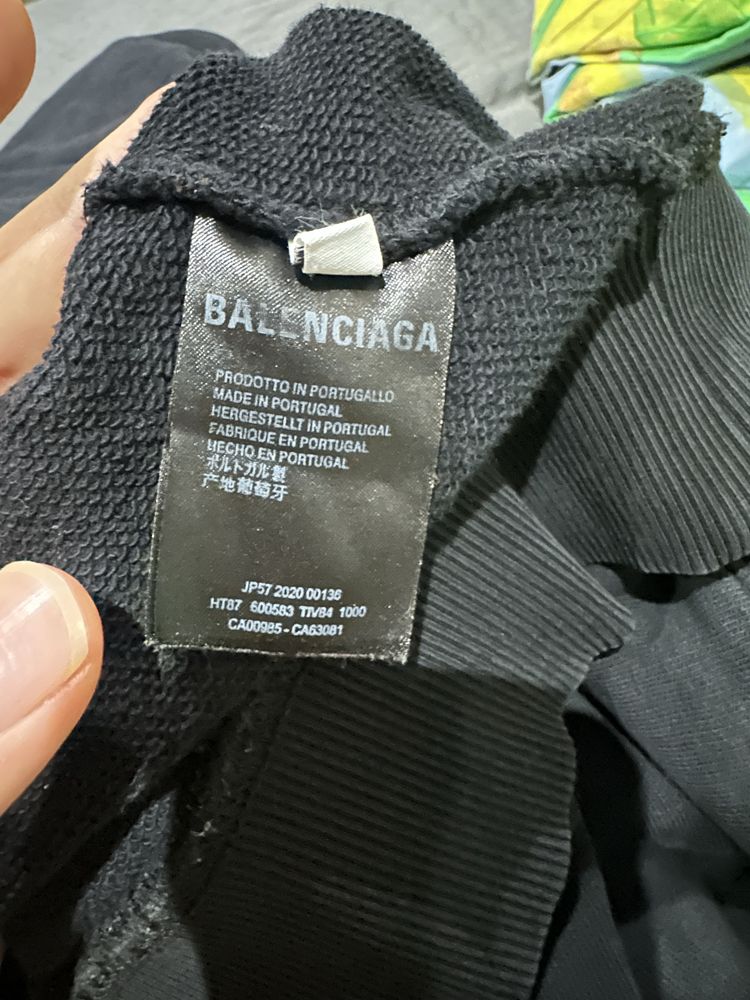 BALENCIAGA
PRODOTTO IN PORTUGALLO
MADE IN PORTUGAL
HERGESTELLT IN PORTUGAL
FABRIQUE EN PORTUGAL
HECHO EN PORTUGAL
ポルトガル製
产地葡萄牙
JP57 2020 00136
HT87 600583 TIV84 1000
CA00985 - CA63081